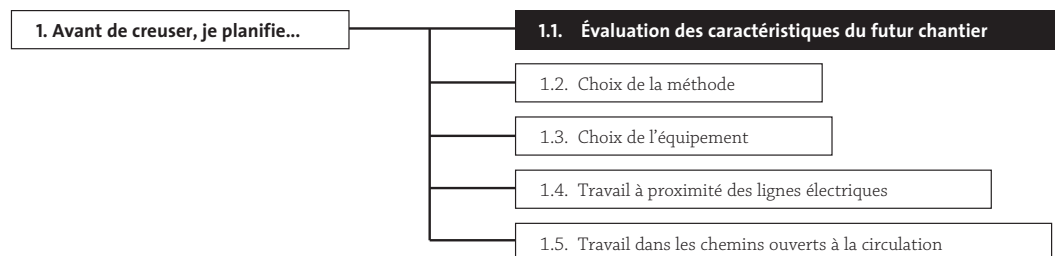 1. Avant de creuser, je planifie...
1.1. Évaluation des caractéristiques du futur chantier
1.2. Choix de la méthode
1.3. Choix de l'équipement
1.4. Travail à proximité des lignes électriques
1.5. Travail dans les chemins ouverts à la circulation